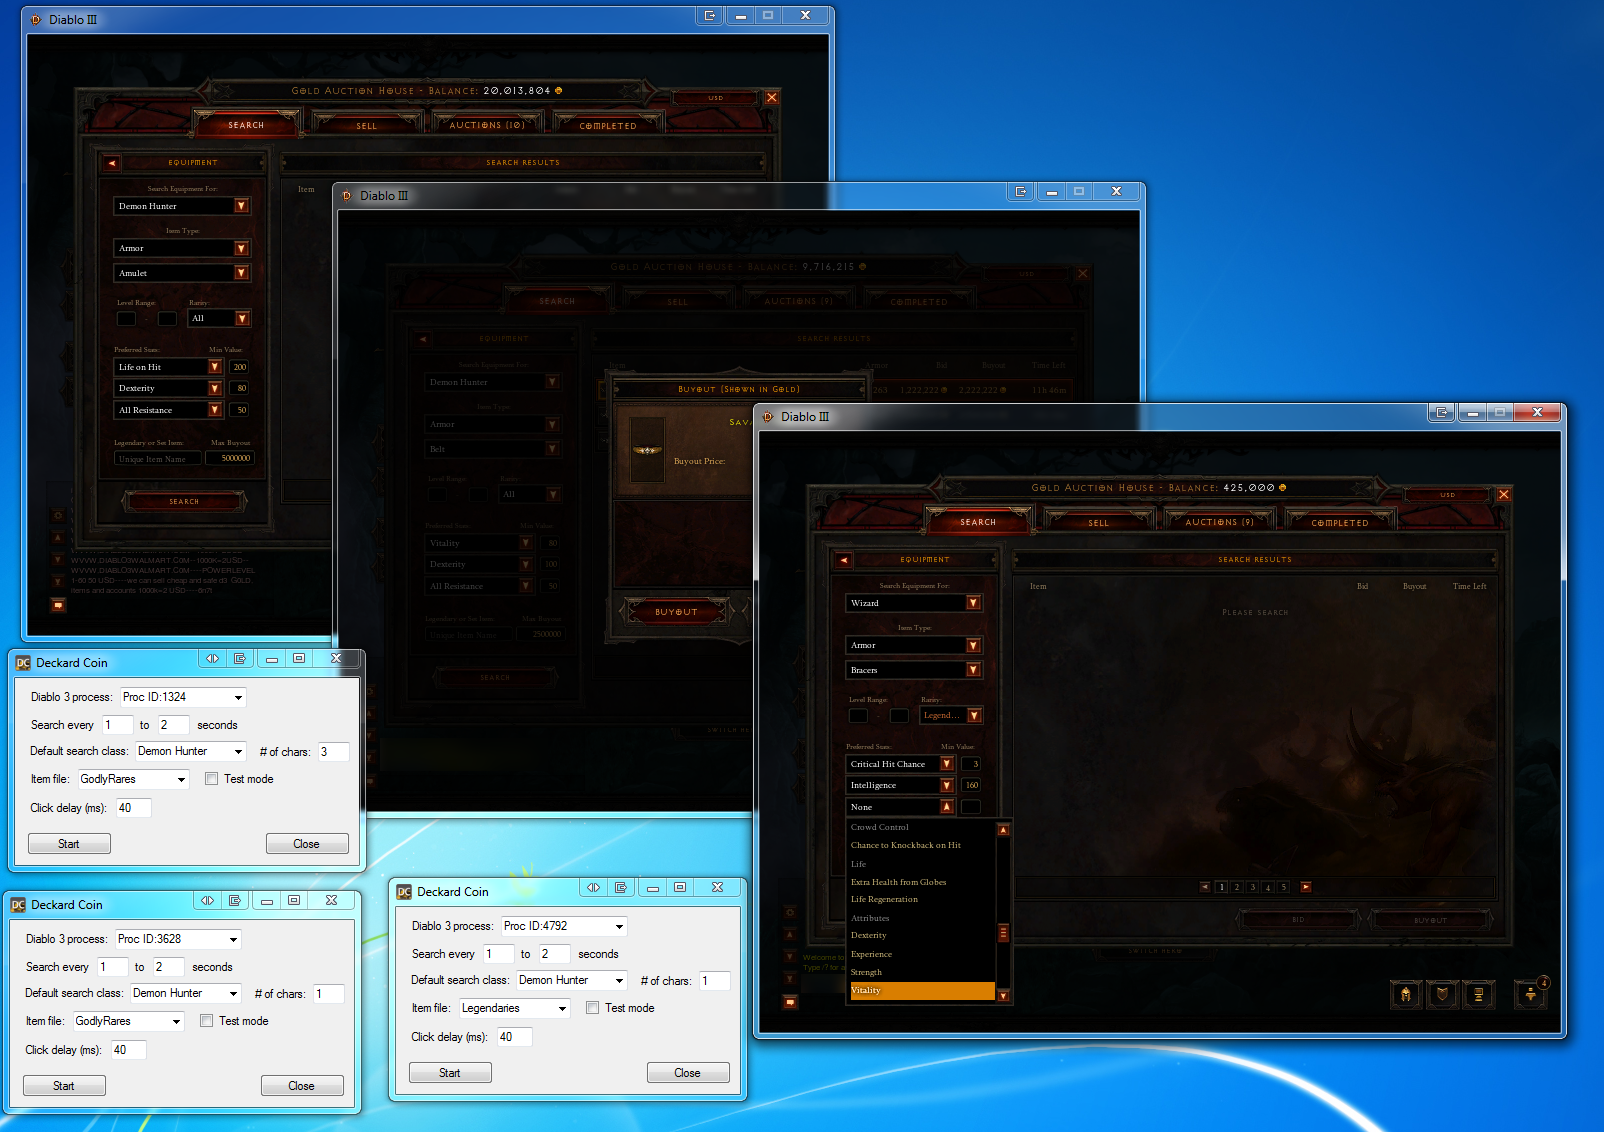 Diablo III
GOLD AUCTION HOUSE - BALANCE: 20,013,804
USD
SEARCH
SELL
AUCTIONS (10)
COMPLETED
EQUIPMENT
SEARCH RESULTS
Search Equipment For:
Item
Demon Hunter
Item Type:
Armor
Amulet
Level Range:
Rarity:
-
All
Preferred Stats:
Min Value:
Life on Hit
200
Dexterity
80
All Resistance
50
Legendary or Set Item:
Max Buyout
Unique Item Name
5000000
SEARCH
WVVW.DIABLO3WALMART.C0M--1000K=2USD--
WVVW.DIABLO3WALMART.C0M----POWERLEVEL
1-60 50 USD----we can sell cheap and safe d3 G0LD,
items and accounts 1000k=2 USD----
Diablo III
GOLD AUCTION HOUSE - BALANCE: 9,716,215
USD
SEARCH
SELL
AUCTIONS (9)
COMPLETED
EQUIPMENT
SEARCH RESULTS
Search Equipment For:
Item
Armor
Bid
Buyout
Time Left
Demon Hunter
263
1,222,222
2,222,222
11h 46m
Item Type:
Armor
Belt
Level Range:
Rarity:
All
Preferred Stats:
Min Value:
Vitality
80
Dexterity
100
All Resistance
50
Legendary or Set Item:
Max Buyout
Unique Item Name
2500000
SEARCH
BUYOUT (SHOWN IN GOLD)
SAVA
Buyout Price:
BUYOUT
Diablo III
GOLD AUCTION HOUSE - BALANCE: 425,000
USD
SEARCH
SELL
AUCTIONS (9)
COMPLETED
EQUIPMENT
SEARCH RESULTS
Search Equipment For:
Item
Bid
Buyout
Time Left
Wizard
PLEASE SEARCH
Item Type:
Armor
Bracers
Level Range:
Rarity:
-
Legend...
Preferred Stats:
Min Value:
Critical Hit Chance
3
Intelligence
160
None
Crowd Control
Chance to Knockback on Hit
Life
Extra Health from Globes
Life Regeneration
Attributes
Dexterity
Experience
Strength
Vitality
1 2 3 4 5
BID
BUYOUT
SWITCH HERO
Welcome to
Type /? for a
4
Deckard Coin
Diablo 3 process: Proc ID:1324
Search every 1 to 2 seconds
Default search class: Demon Hunter # of chars: 3
Item file: GodlyRares Test mode
Click delay (ms): 40
Start Close
Deckard Coin
Diablo 3 process: Proc ID:3628
Search every 1 to 2 seconds
Default search class: Demon Hunter # of chars: 1
Item file: GodlyRares Test mode
Click delay (ms): 40
Start Close
Deckard Coin
Diablo 3 process: Proc ID:4792
Search every 1 to 2 seconds
Default search class: Demon Hunter # of chars: 1
Item file: Legendaries Test mode
Click delay (ms): 40
Start Close